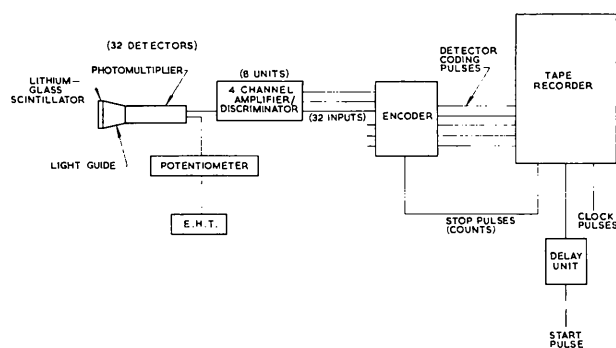 (32 DETECTORS)
PHOTOMULTIPLIER
LITHIUM-
GLASS
SCINTILLATOR
LIGHT GUIDE
(8 UNITS)
4 CHANNEL
AMPLIFIER/
DISCRIMINATOR
(32 INPUTS)
POTENTIOMETER
E.H.T.
ENCODER
DETECTOR
CODING
PULSES
TAPE
RECORDER
STOP PULSES
(COUNTS)
CLOCK
PULSES
DELAY
UNIT
START
PULSE